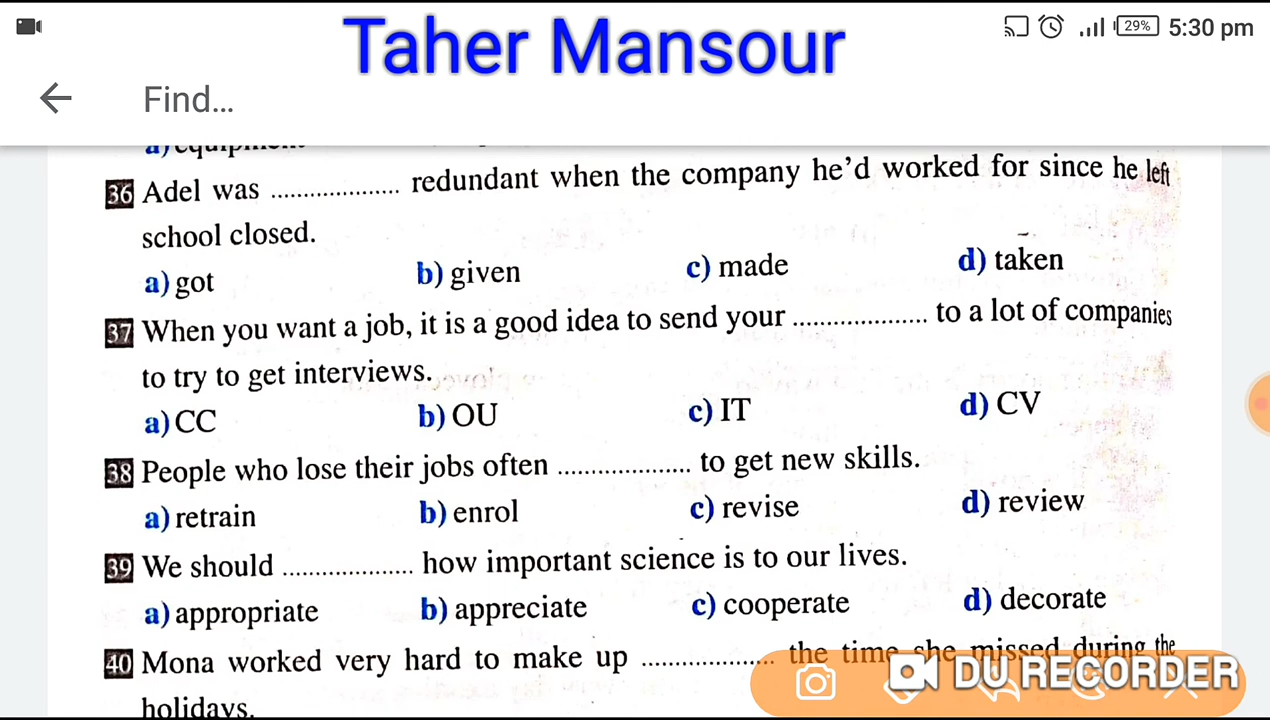 Taher Mansour
29% 5:30 pm
Find...
a) equipment
36 Adel was .................. redundant when the company he’d worked for since he left
school closed.
a) got b) given c) made d) taken
37 When you want a job, it is a good idea to send your ................... to a lot of companies
to try to get interviews.
a) CC b) OU c) IT d) CV
38 People who lose their jobs often ................... to get new skills.
a) retrain b) enrol c) revise d) review
39 We should ................... how important science is to our lives.
a) appropriate b) appreciate c) cooperate d) decorate
40 Mona worked very hard to make up ................... the time she missed during the
holidays.
DU RECORDER